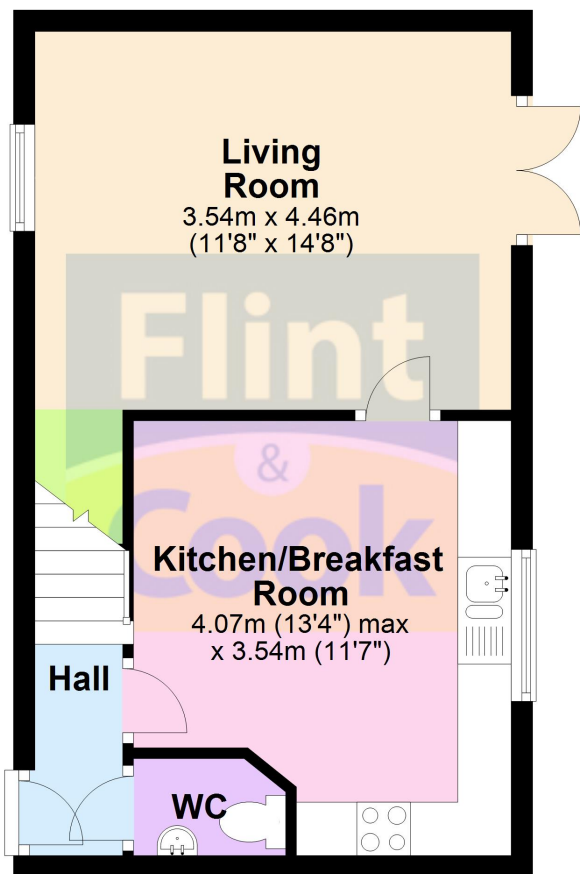 Living
Room
3.54m x 4.46m
(11'8" x 14'8")
Flint
&
Cook
Kitchen/Breakfast
Room
4.07m (13'4") max
x 3.54m (11'7")
Hall
WC